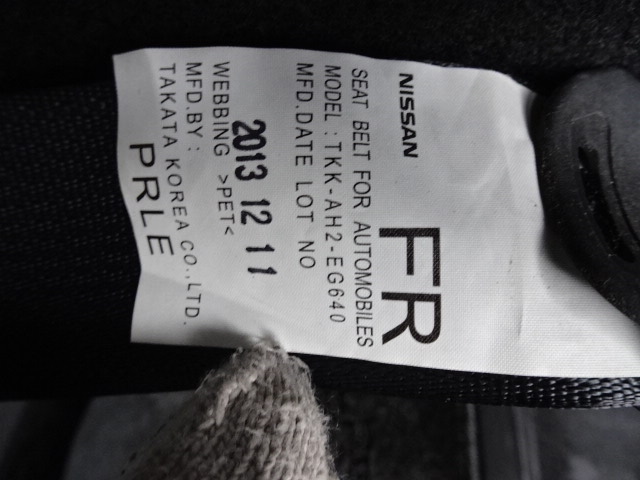 NISSAN FR
SEAT BELT FOR AUTOMOBILES
MODEL : TKK-AH2-EG640
MFD.DATE LOT NO
2013 12 11
WEBBING >PET<
MFD.BY :
TAKATA KOREA CO.,LTD.
PRLE